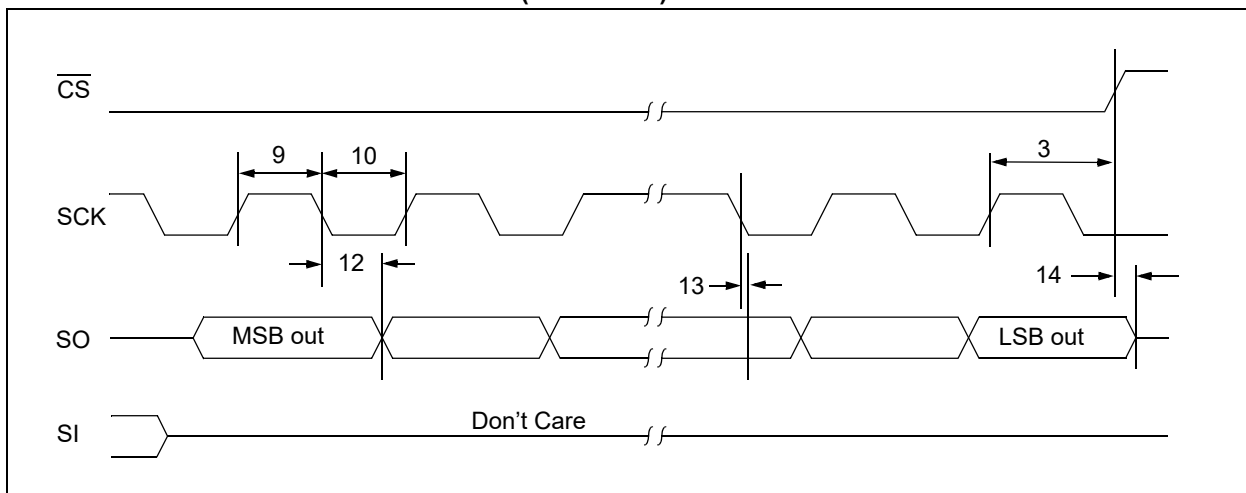 CS
9
10
3
SCK
12
13
14
SO
MSB out
LSB out
SI
Don't Care